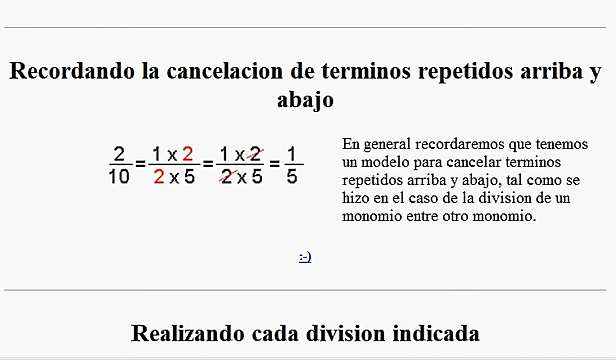 Recordando la cancelacion de terminos repetidos arriba y
abajo
2/10 = 1 x 2 / 2 x 5 = 1 x 2 / 2 x 5 = 1/5
En general recordaremos que tenemos
un modelo para cancelar terminos
repetidos arriba y abajo, tal como se
hizo en el caso de la division de un
monomio entre otro monomio.
:-)
Realizando cada division indicada